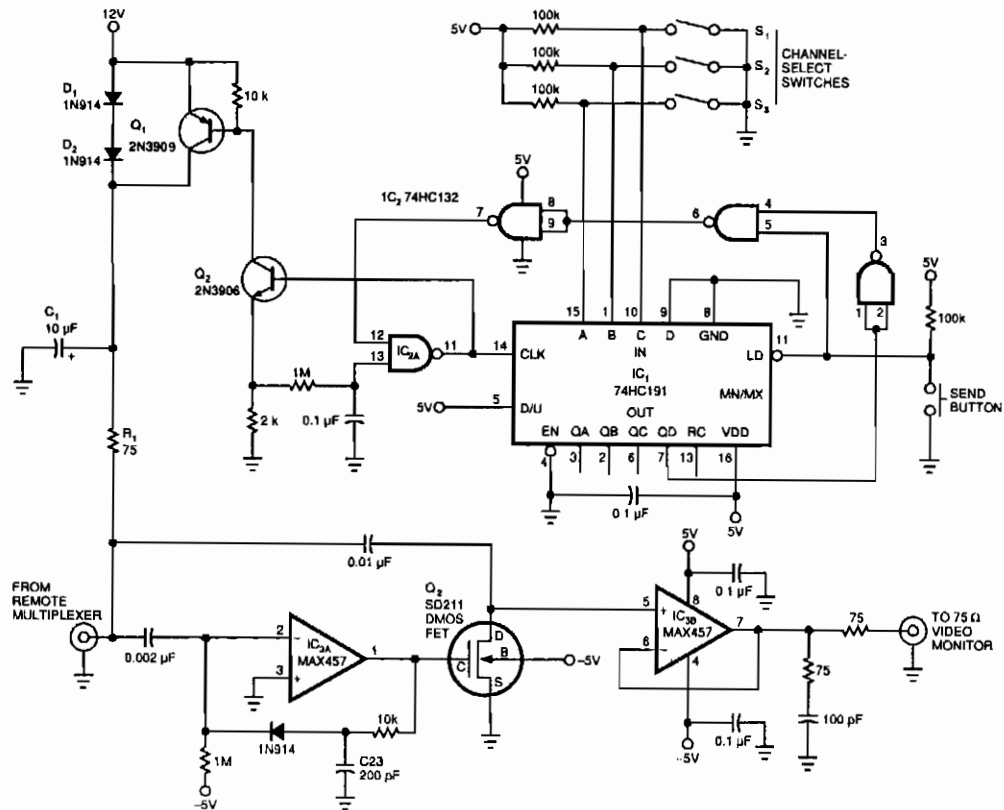 12V
D1
1N914
D2
1N914
Q1
2N3909
10 k
5V
100k
100k
100k
S1
S2
S3
CHANNEL-
SELECT
SWITCHES
5V
1C2 74HC132
7
8
9
6
4
5
3
1
2
5V
100k
SEND
BUTTON
Q2
2N3906
C1
10 µF
+
12
13
IC2A
11
14
1M
0.1 µF
2 k
5V
5
15
1
10
9
8
11
A
B
C
D
GND
CLK
IN
LD
IC1
74HC191
MN/MX
D/U
OUT
EN
QA
QB
QC
QD
RC
VDD
4
3
2
6
7
13
16
0 1 µF
5V
R1
75
0.01 µF
FROM
REMOTE
MULTIPLEXER
0.002 µF
2
3
−
+
IC3A
MAX457
1
Q2
SD211
DMOS
FET
D
B
C
S
–5V
1N914
10k
C23
200 pF
1M
–5V
5V
0 1 µF
5
6
+
−
IC3B
MAX457
8
7
4
0.1 µF
–5V
75
75
100 pF
TO 75 Ω
VIDEO
MONITOR